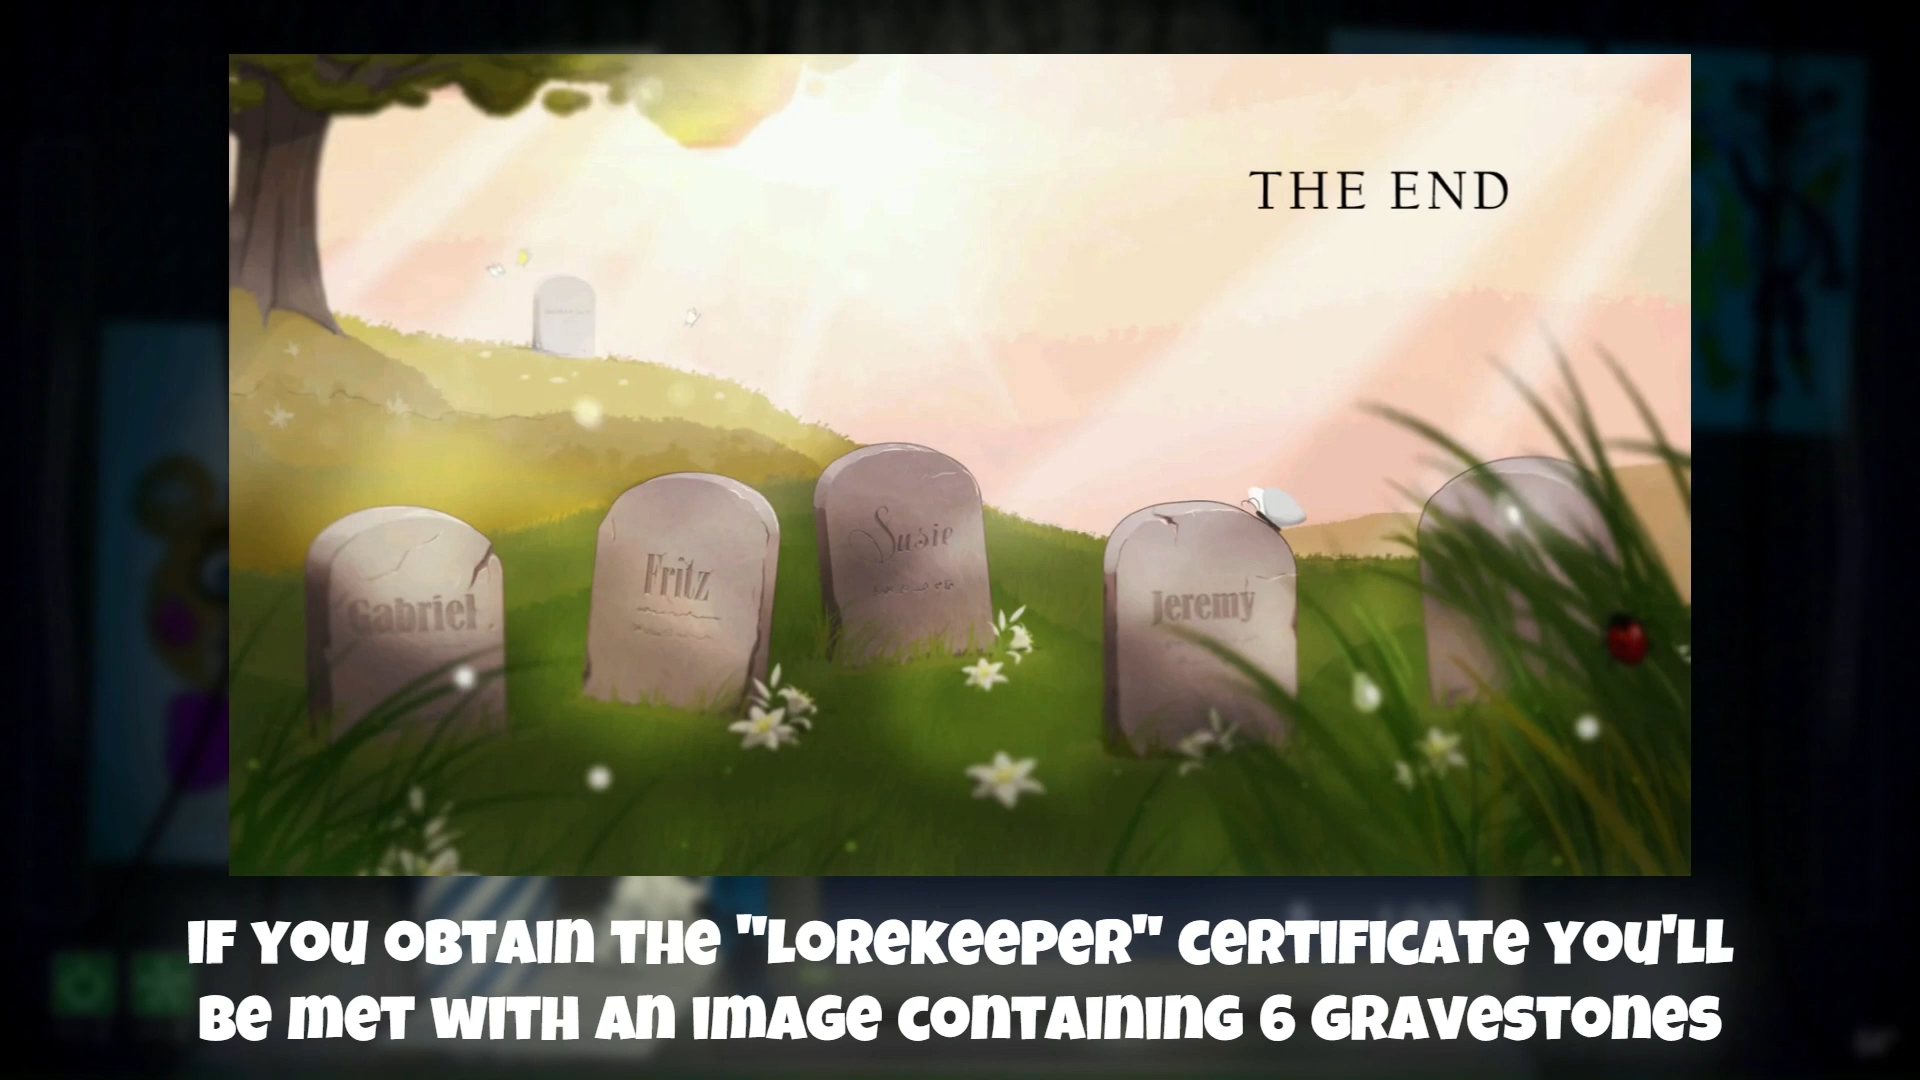 THE END
Gabriel
Fritz
Susie
Jeremy
IF YOU OBTAIN THE "LOREKEEPER" CERTIFICATE YOU'LL
BE MET WITH AN IMAGE CONTAINING 6 GRAVESTONES